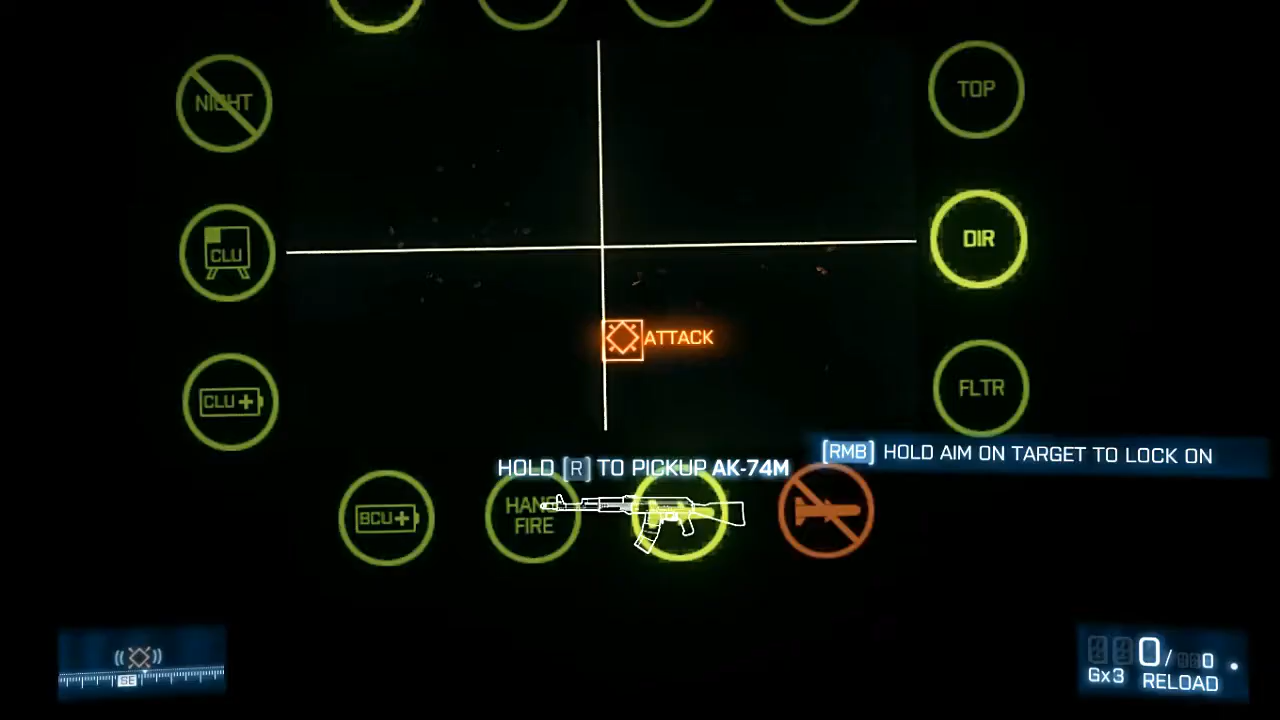 NIGHT
TOP
CLU
DIR
ATTACK
CLU+
FLTR
[RMB] HOLD AIM ON TARGET TO LOCK ON
HOLD [R] TO PICKUP AK-74M
BCU+
HANG
FIRE
SE
0/0
Gx3 RELOAD